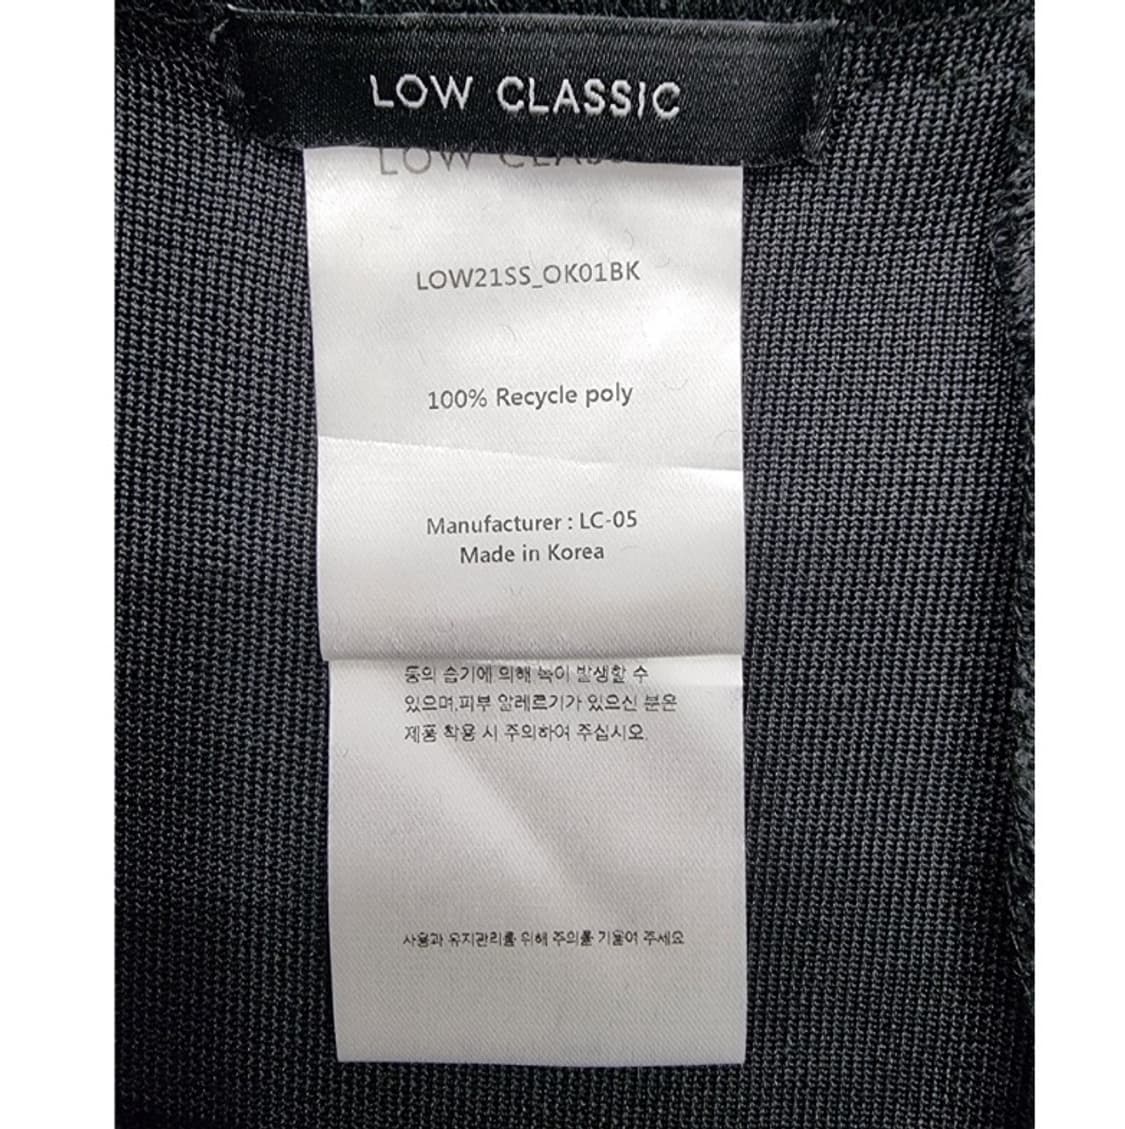 LOW CLASSIC
LOW CLASS
LOW21SS_OK01BK
100% Recycle poly
Manufacturer : LC-05
Made in Korea
등의 습기에 의해 녹이 발생할 수
있으며,피부 알레르기가 있으신 분은
제품 착용 시 주의하여 주십시오.
사용과 유지관리를 위해 주의를 기울여 주세요